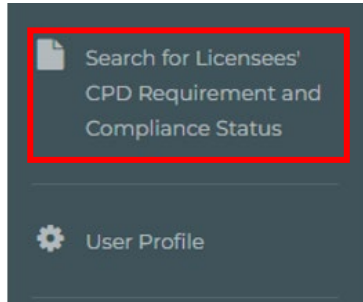 Search for Licensees'
CPD Requirement and
Compliance Status
User Profile